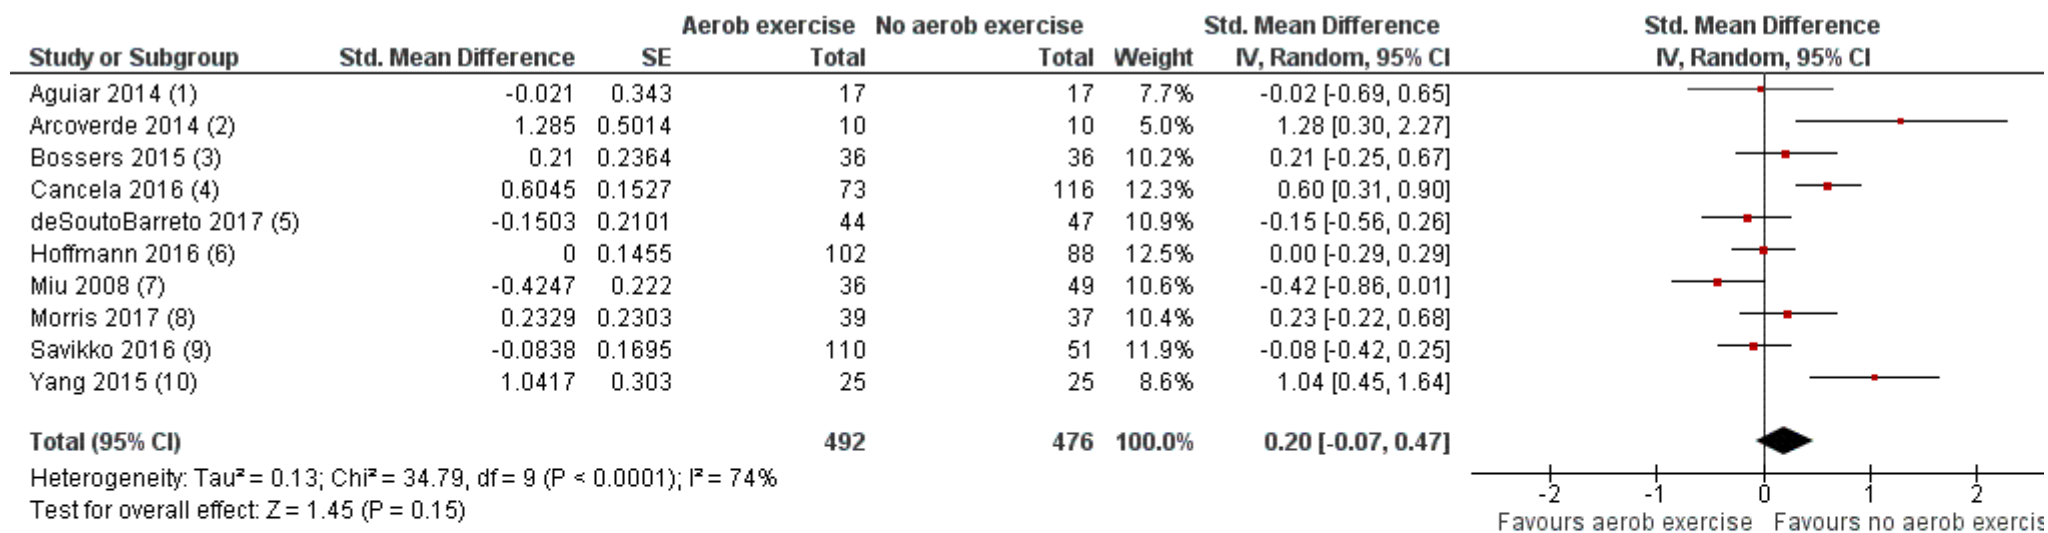 Aerob exercise No aerob exercise Std. Mean Difference Std. Mean Difference
Study or Subgroup Std. Mean Difference SE Total Total Weight IV, Random, 95% CI IV, Random, 95% CI
Aguiar 2014 (1) -0.021 0.343 17 17 7.7% -0.02 [-0.69, 0.65]
Arcoverde 2014 (2) 1.285 0.5014 10 10 5.0% 1.28 [0.30, 2.27]
Bossers 2015 (3) 0.21 0.2364 36 36 10.2% 0.21 [-0.25, 0.67]
Cancela 2016 (4) 0.6045 0.1527 73 116 12.3% 0.60 [0.31, 0.90]
deSoutoBarreto 2017 (5) -0.1503 0.2101 44 47 10.9% -0.15 [-0.56, 0.26]
Hoffmann 2016 (6) 0 0.1455 102 88 12.5% 0.00 [-0.29, 0.29]
Miu 2008 (7) -0.4247 0.222 36 49 10.6% -0.42 [-0.86, 0.01]
Morris 2017 (8) 0.2329 0.2303 39 37 10.4% 0.23 [-0.22, 0.68]
Savikko 2016 (9) -0.0838 0.1695 110 51 11.9% -0.08 [-0.42, 0.25]
Yang 2015 (10) 1.0417 0.303 25 25 8.6% 1.04 [0.45, 1.64]
Total (95% CI) 492 476 100.0% 0.20 [-0.07, 0.47]
Heterogeneity: Tau² = 0.13; Chi² = 34.79, df = 9 (P < 0.0001); I² = 74%
Test for overall effect: Z = 1.45 (P = 0.15)
-2 -1 0 1 2
Favours aerob exercise Favours no aerob exercis